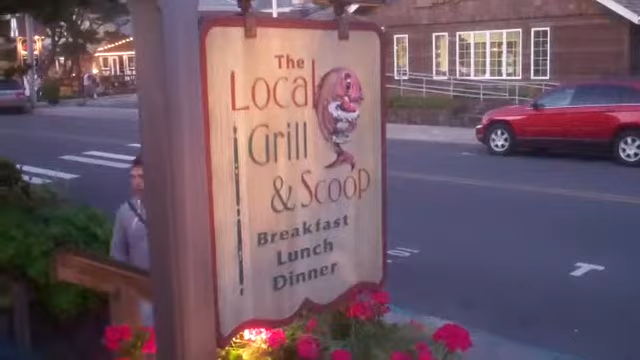 The
Local
Grill
& Scoop
Breakfast
Lunch
Dinner